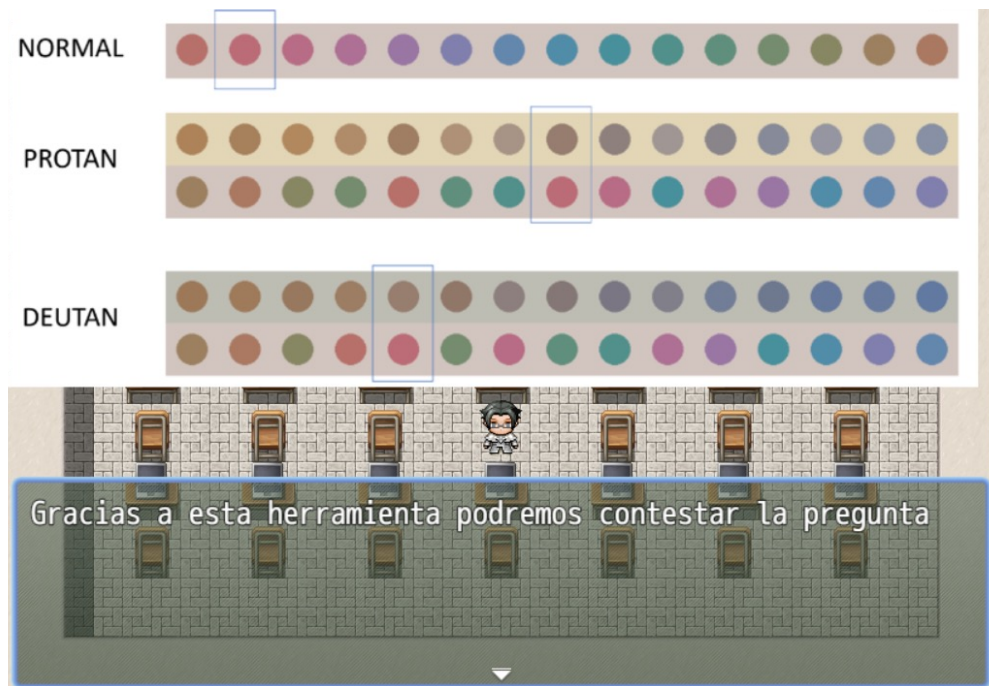 NORMAL
PROTAN
DEUTAN
Gracias a esta herramienta podremos contestar la pregunta